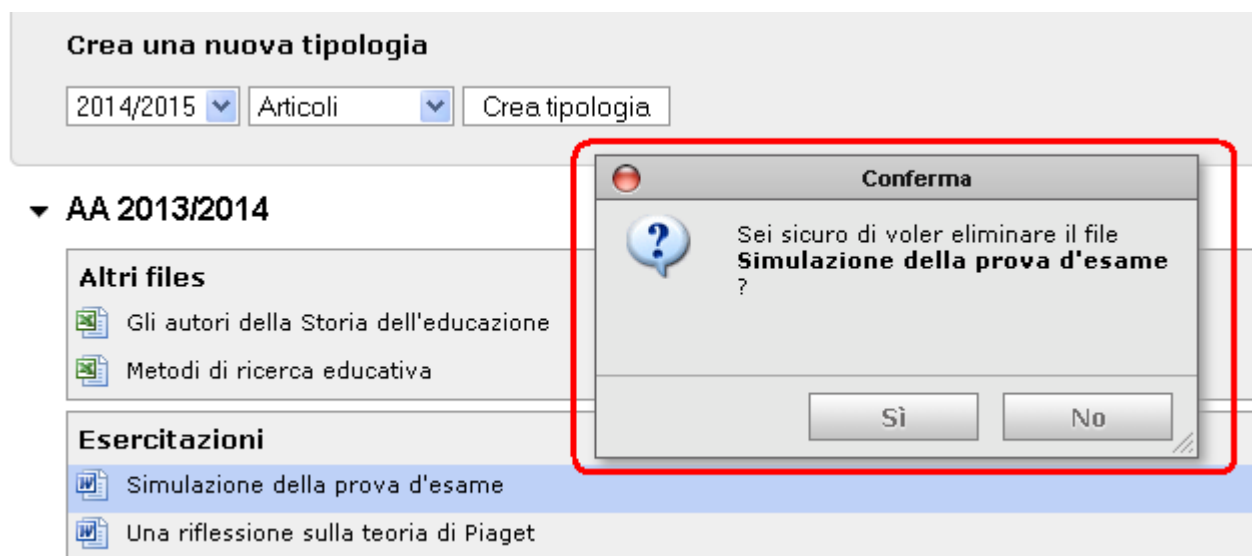 Crea una nuova tipologia
2014/2015 Articoli Crea tipologia
Conferma
Sei sicuro di voler eliminare il file
Simulazione della prova d'esame
?
Sì No
AA 2013/2014
Altri files
Gli autori della Storia dell'educazione
Metodi di ricerca educativa
Esercitazioni
Simulazione della prova d'esame
Una riflessione sulla teoria di Piaget